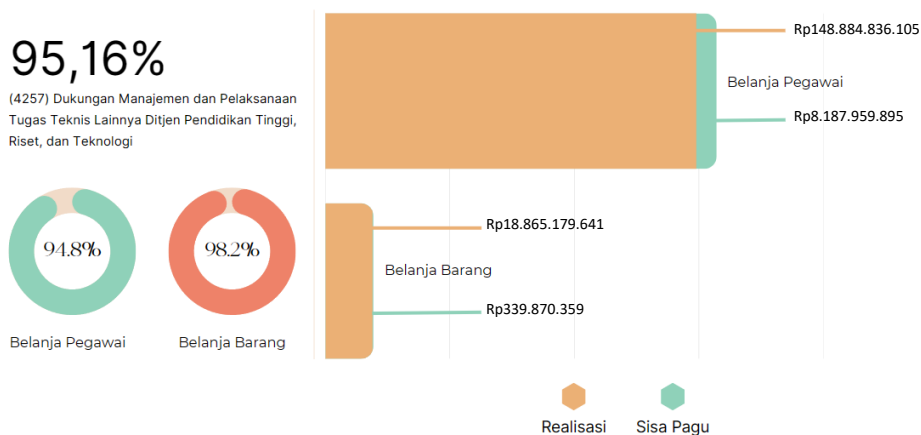 95,16%
(4257) Dukungan Manajemen dan Pelaksanaan
Tugas Teknis Lainnya Ditjen Pendidikan Tinggi,
Riset, dan Teknologi
94.8%
98.2%
Belanja Pegawai
Belanja Barang
Rp148.884.836.105
Belanja Pegawai
Rp8.187.959.895
Rp18.865.179.641
Belanja Barang
Rp339.870.359
Realisasi
Sisa Pagu